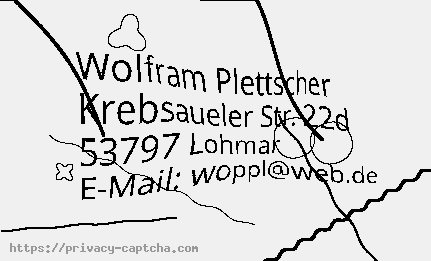 Wolfram Plettscher
Krebsaueler Str. 22d
53797 Lohmar
E-Mail: woppl@web.de
https://privacy-captcha.com